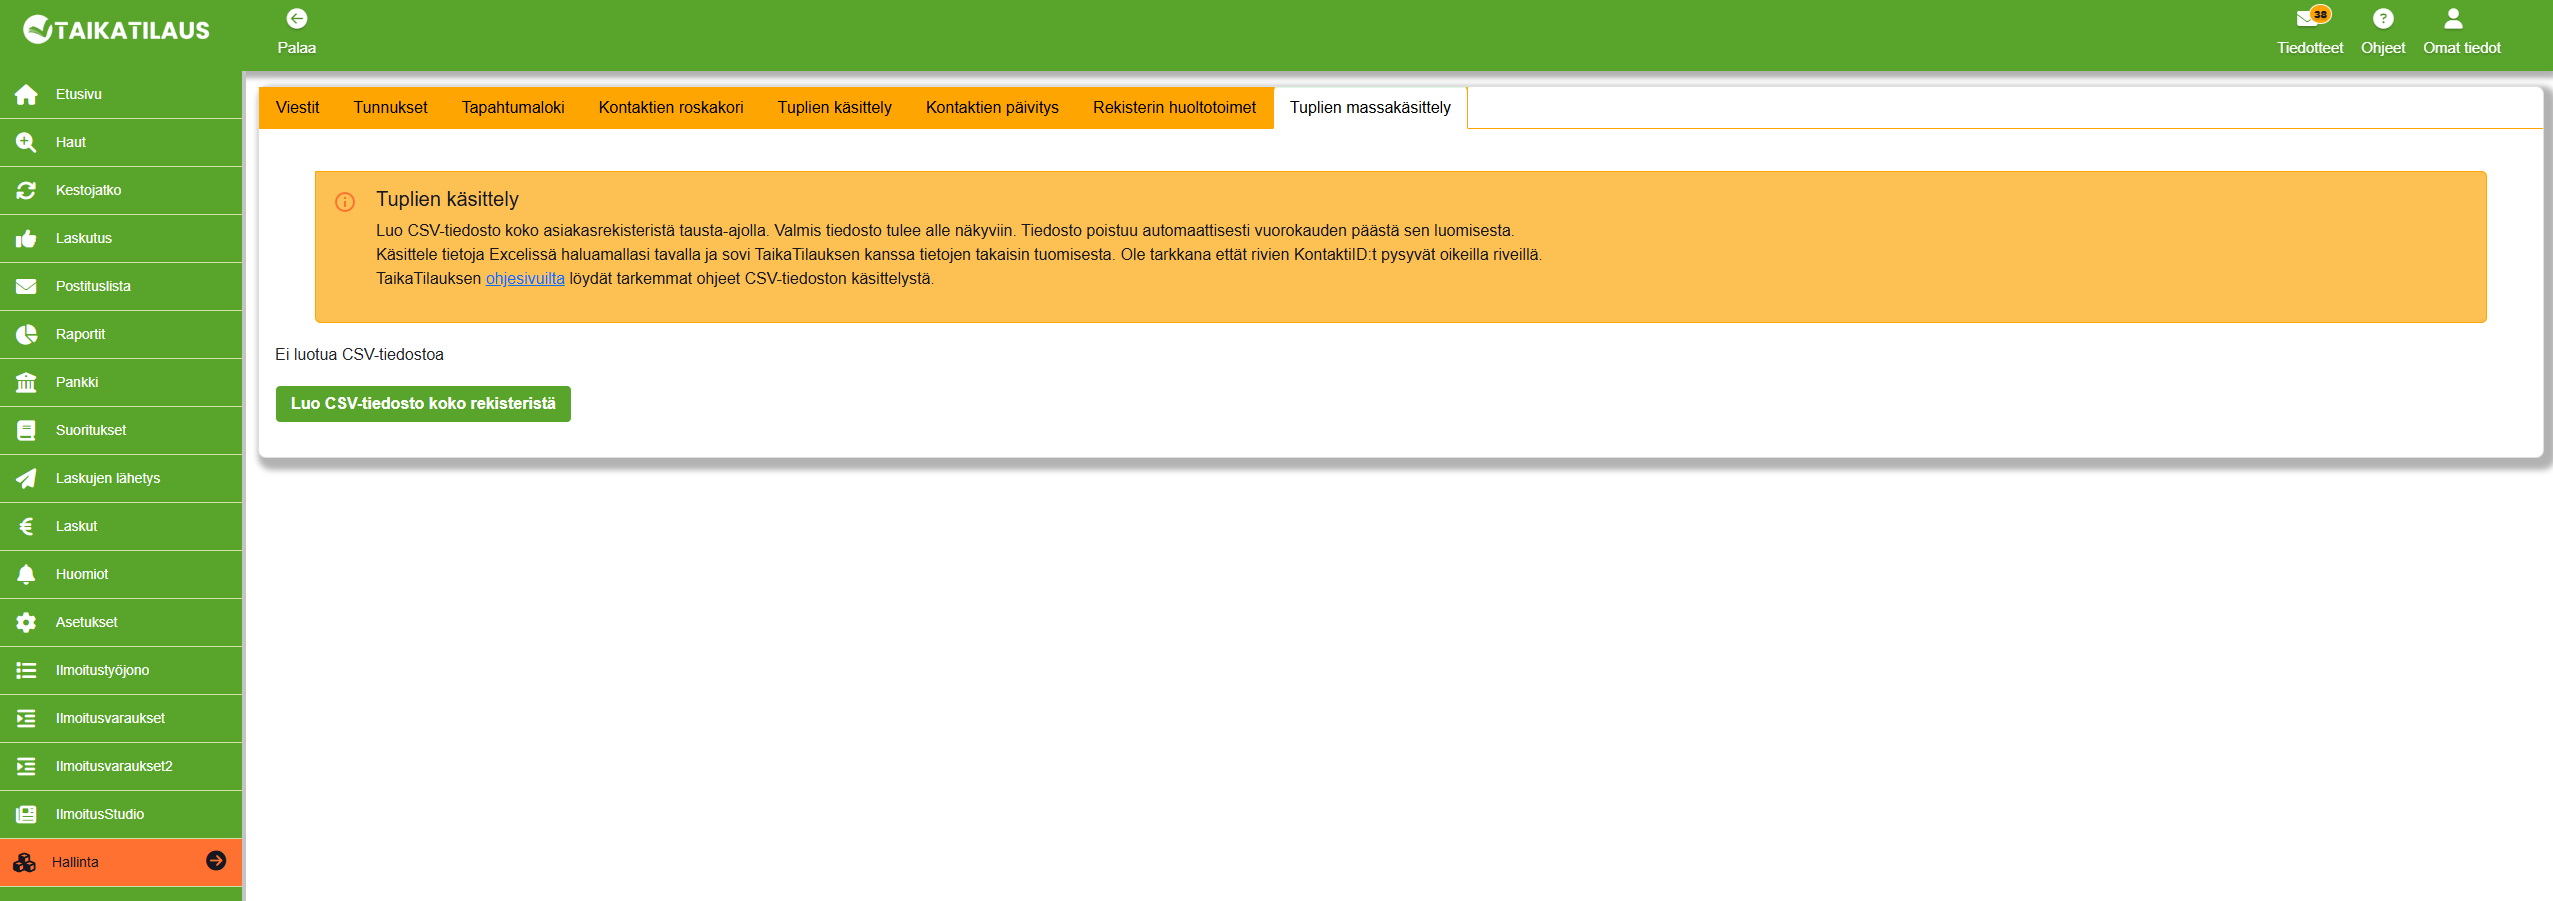 TAIKATILAUS
Palaa
38
Tiedotteet
Ohjeet
Omat tiedot
Etusivu
Haut
Kestojatko
Laskutus
Postituslista
Raportit
Pankki
Suoritukset
Laskujen lähetys
Laskut
Huomiot
Asetukset
Ilmoitustyöjono
Ilmoitusvaraukset
Ilmoitusvaraukset2
IlmoitusStudio
Hallinta
Viestit
Tunnukset
Tapahtumaloki
Kontaktien roskakori
Tuplien käsittely
Kontaktien päivitys
Rekisterin huoltotoimet
Tuplien massakäsittely
Tuplien käsittely
Luo CSV-tiedosto koko asiakasrekisteristä tausta-ajolla. Valmis tiedosto tulee alle näkyviin. Tiedosto poistuu automaattisesti vuorokauden päästä sen luomisesta.
Käsittele tietoja Excelissä haluamallasi tavalla ja sovi TaikaTilauksen kanssa tietojen takaisin tuomisesta. Ole tarkkana ettät rivien KontaktiID:t pysyvät oikeilla riveillä.
TaikaTilauksen ohjesivuilta löydät tarkemmat ohjeet CSV-tiedoston käsittelystä.
Ei luotua CSV-tiedostoa
Luo CSV-tiedosto koko rekisteristä